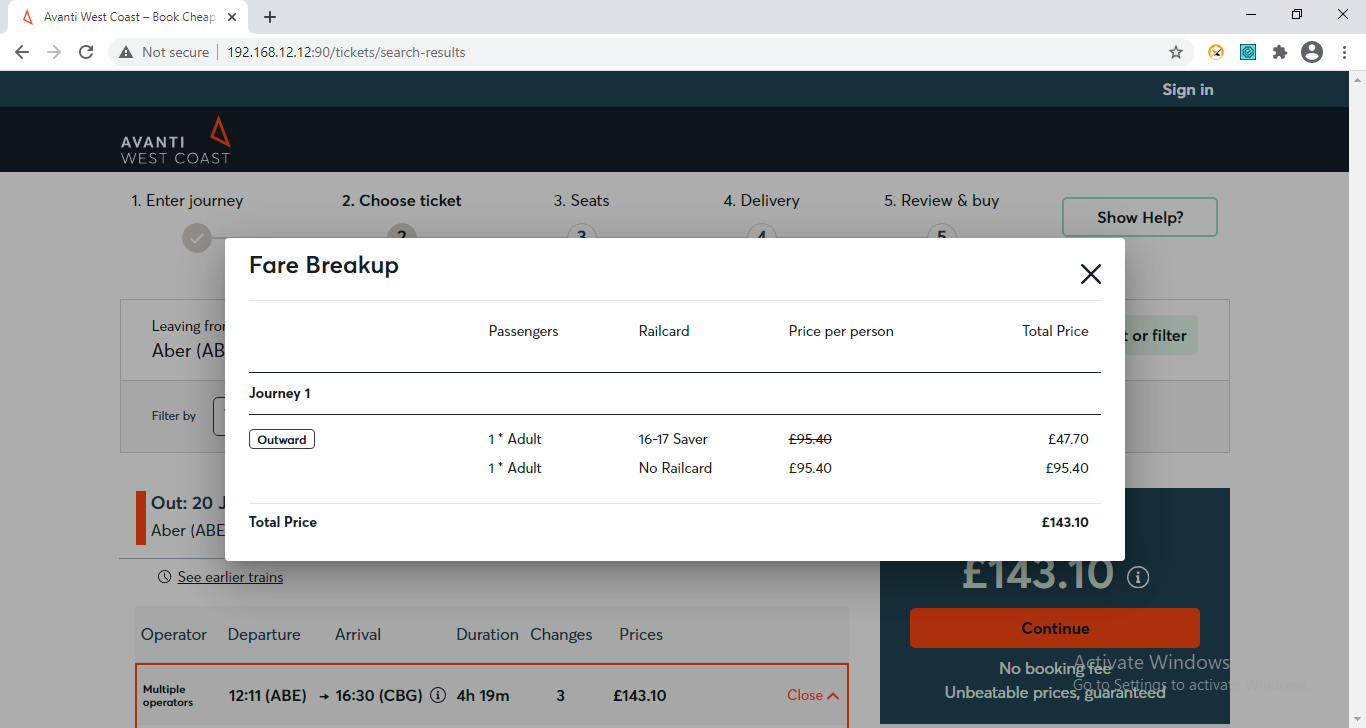 Avanti West Coast – Book Cheap
Not secure | 192.168.12.12:90/tickets/search-results
Sign in
AVANTI
WEST COAST
1. Enter journey 2. Choose ticket 3. Seats 4. Delivery 5. Review & buy
Show Help?
2 3 4 5
Fare Breakup
Passengers Railcard Price per person Total Price
Journey 1
Outward 1 * Adult 16-17 Saver £95.40 £47.70
1 * Adult No Railcard £95.40 £95.40
Total Price £143.10
Leaving from
Aber (AB
t or filter
Filter by
Out: 20 J
Aber (ABE
See earlier trains
£143.10
Operator Departure Arrival Duration Changes Prices
Multiple
operators
12:11 (ABE) → 16:30 (CBG) 4h 19m 3 £143.10 Close
Continue
No booking fee
Unbeatable prices, guaranteed
Activate Windows
Go to Settings to activate Windows.